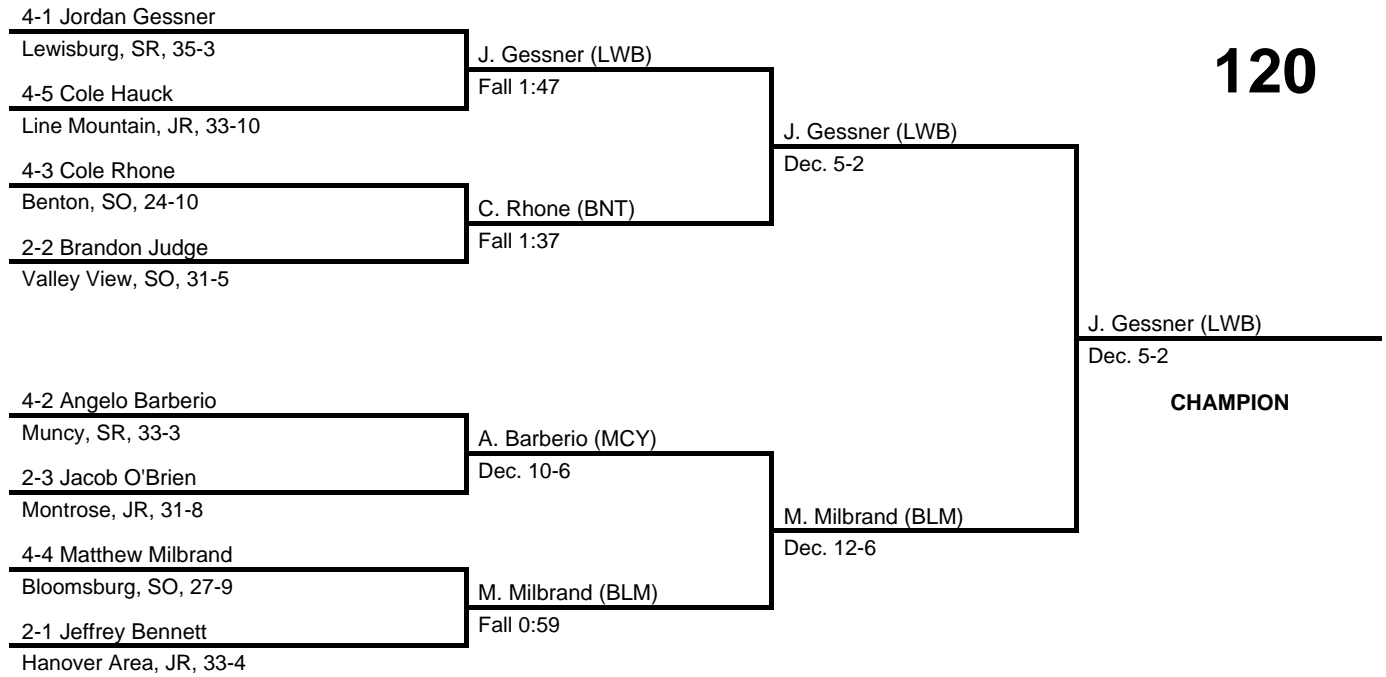 4-1 Jordan Gessner
Lewisburg, SR, 35-3
J. Gessner (LWB)
Fall 1:47
120
4-5 Cole Hauck
Line Mountain, JR, 33-10
J. Gessner (LWB)
Dec. 5-2
4-3 Cole Rhone
Benton, SO, 24-10
C. Rhone (BNT)
Fall 1:37
2-2 Brandon Judge
Valley View, SO, 31-5
J. Gessner (LWB)
Dec. 5-2
CHAMPION
4-2 Angelo Barberio
Muncy, SR, 33-3
A. Barberio (MCY)
Dec. 10-6
2-3 Jacob O'Brien
Montrose, JR, 31-8
M. Milbrand (BLM)
Dec. 12-6
4-4 Matthew Milbrand
Bloomsburg, SO, 27-9
M. Milbrand (BLM)
Fall 0:59
2-1 Jeffrey Bennett
Hanover Area, JR, 33-4